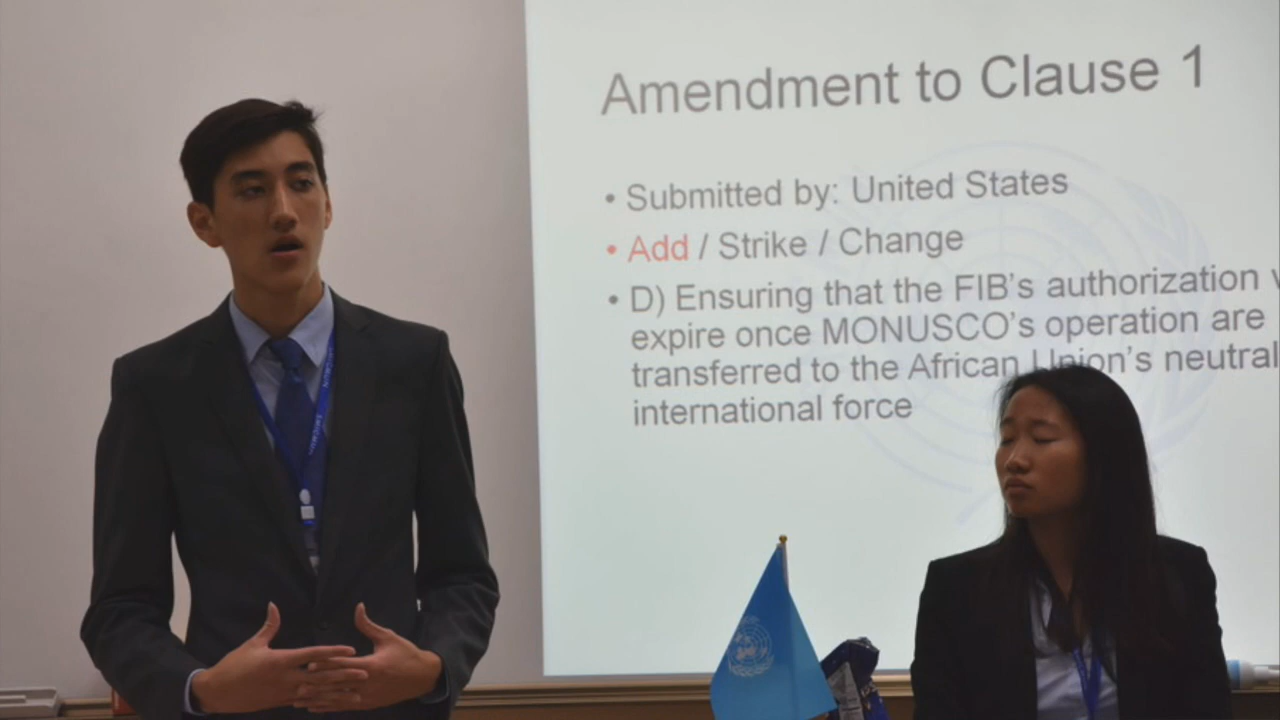 Amendment to Clause 1
• Submitted by: United States
• Add / Strike / Change
• D) Ensuring that the FIB's authorization
expire once MONUSCO's operation are
transferred to the African Union's neutral
international force